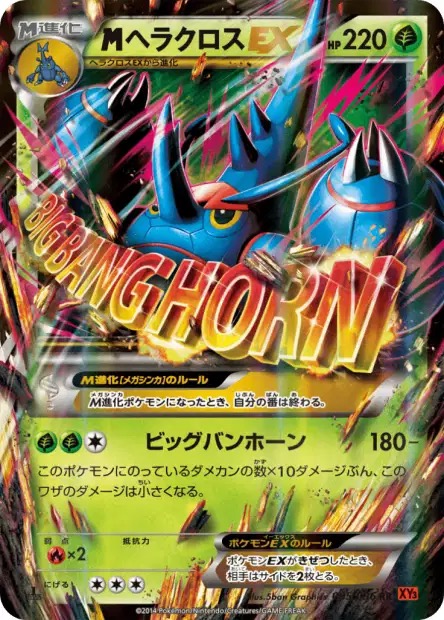 M進化
MヘラクロスEX
HP220
ヘラクロスEXから進化
BIGBANG HORN
M進化[メガシンカ]のルール
M進化ポケモンになったとき、自分の番は終わる。
ビッグバンホーン 180−
このポケモンにのっているダメカンの数×10ダメージぶん、この
ワザのダメージは小さくなる。
弱点 ×2 抵抗力
ポケモンEXのルール
ポケモンEXがきぜつしたとき、
相手はサイドを2枚とる。
にげる
Illus. 5ban Graphics
RR XY3
©2014 Pokémon/Nintendo/Creatures/GAME FREAK.